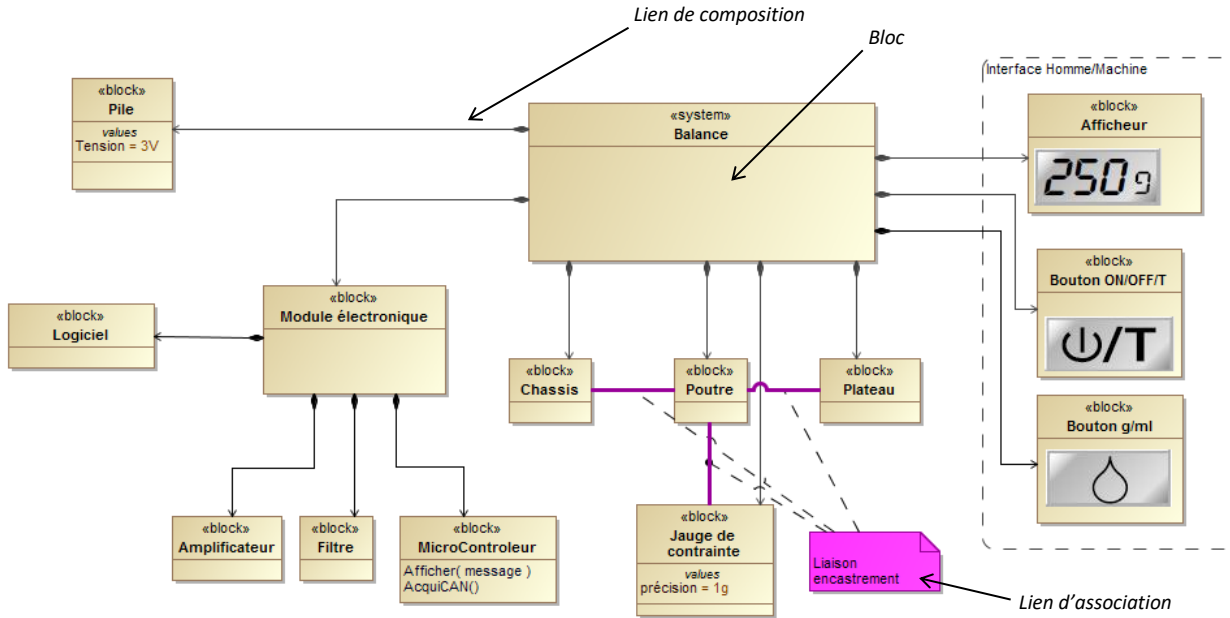 Lien de composition
Bloc
Interface Homme/Machine
«block»
Pile
values
Tension = 3V
«system»
Balance
«block»
Afficheur
250 g
«block»
Bouton ON/OFF/T
/T
«block»
Bouton g/ml
«block»
Module électronique
«block»
Logiciel
«block»
Chassis
«block»
Poutre
«block»
Plateau
«block»
Amplificateur
«block»
Filtre
«block»
MicroControleur
Afficher( message )
AcquiCAN()
«block»
Jauge de
contrainte
values
précision = 1g
Liaison
encastrement
Lien d’association